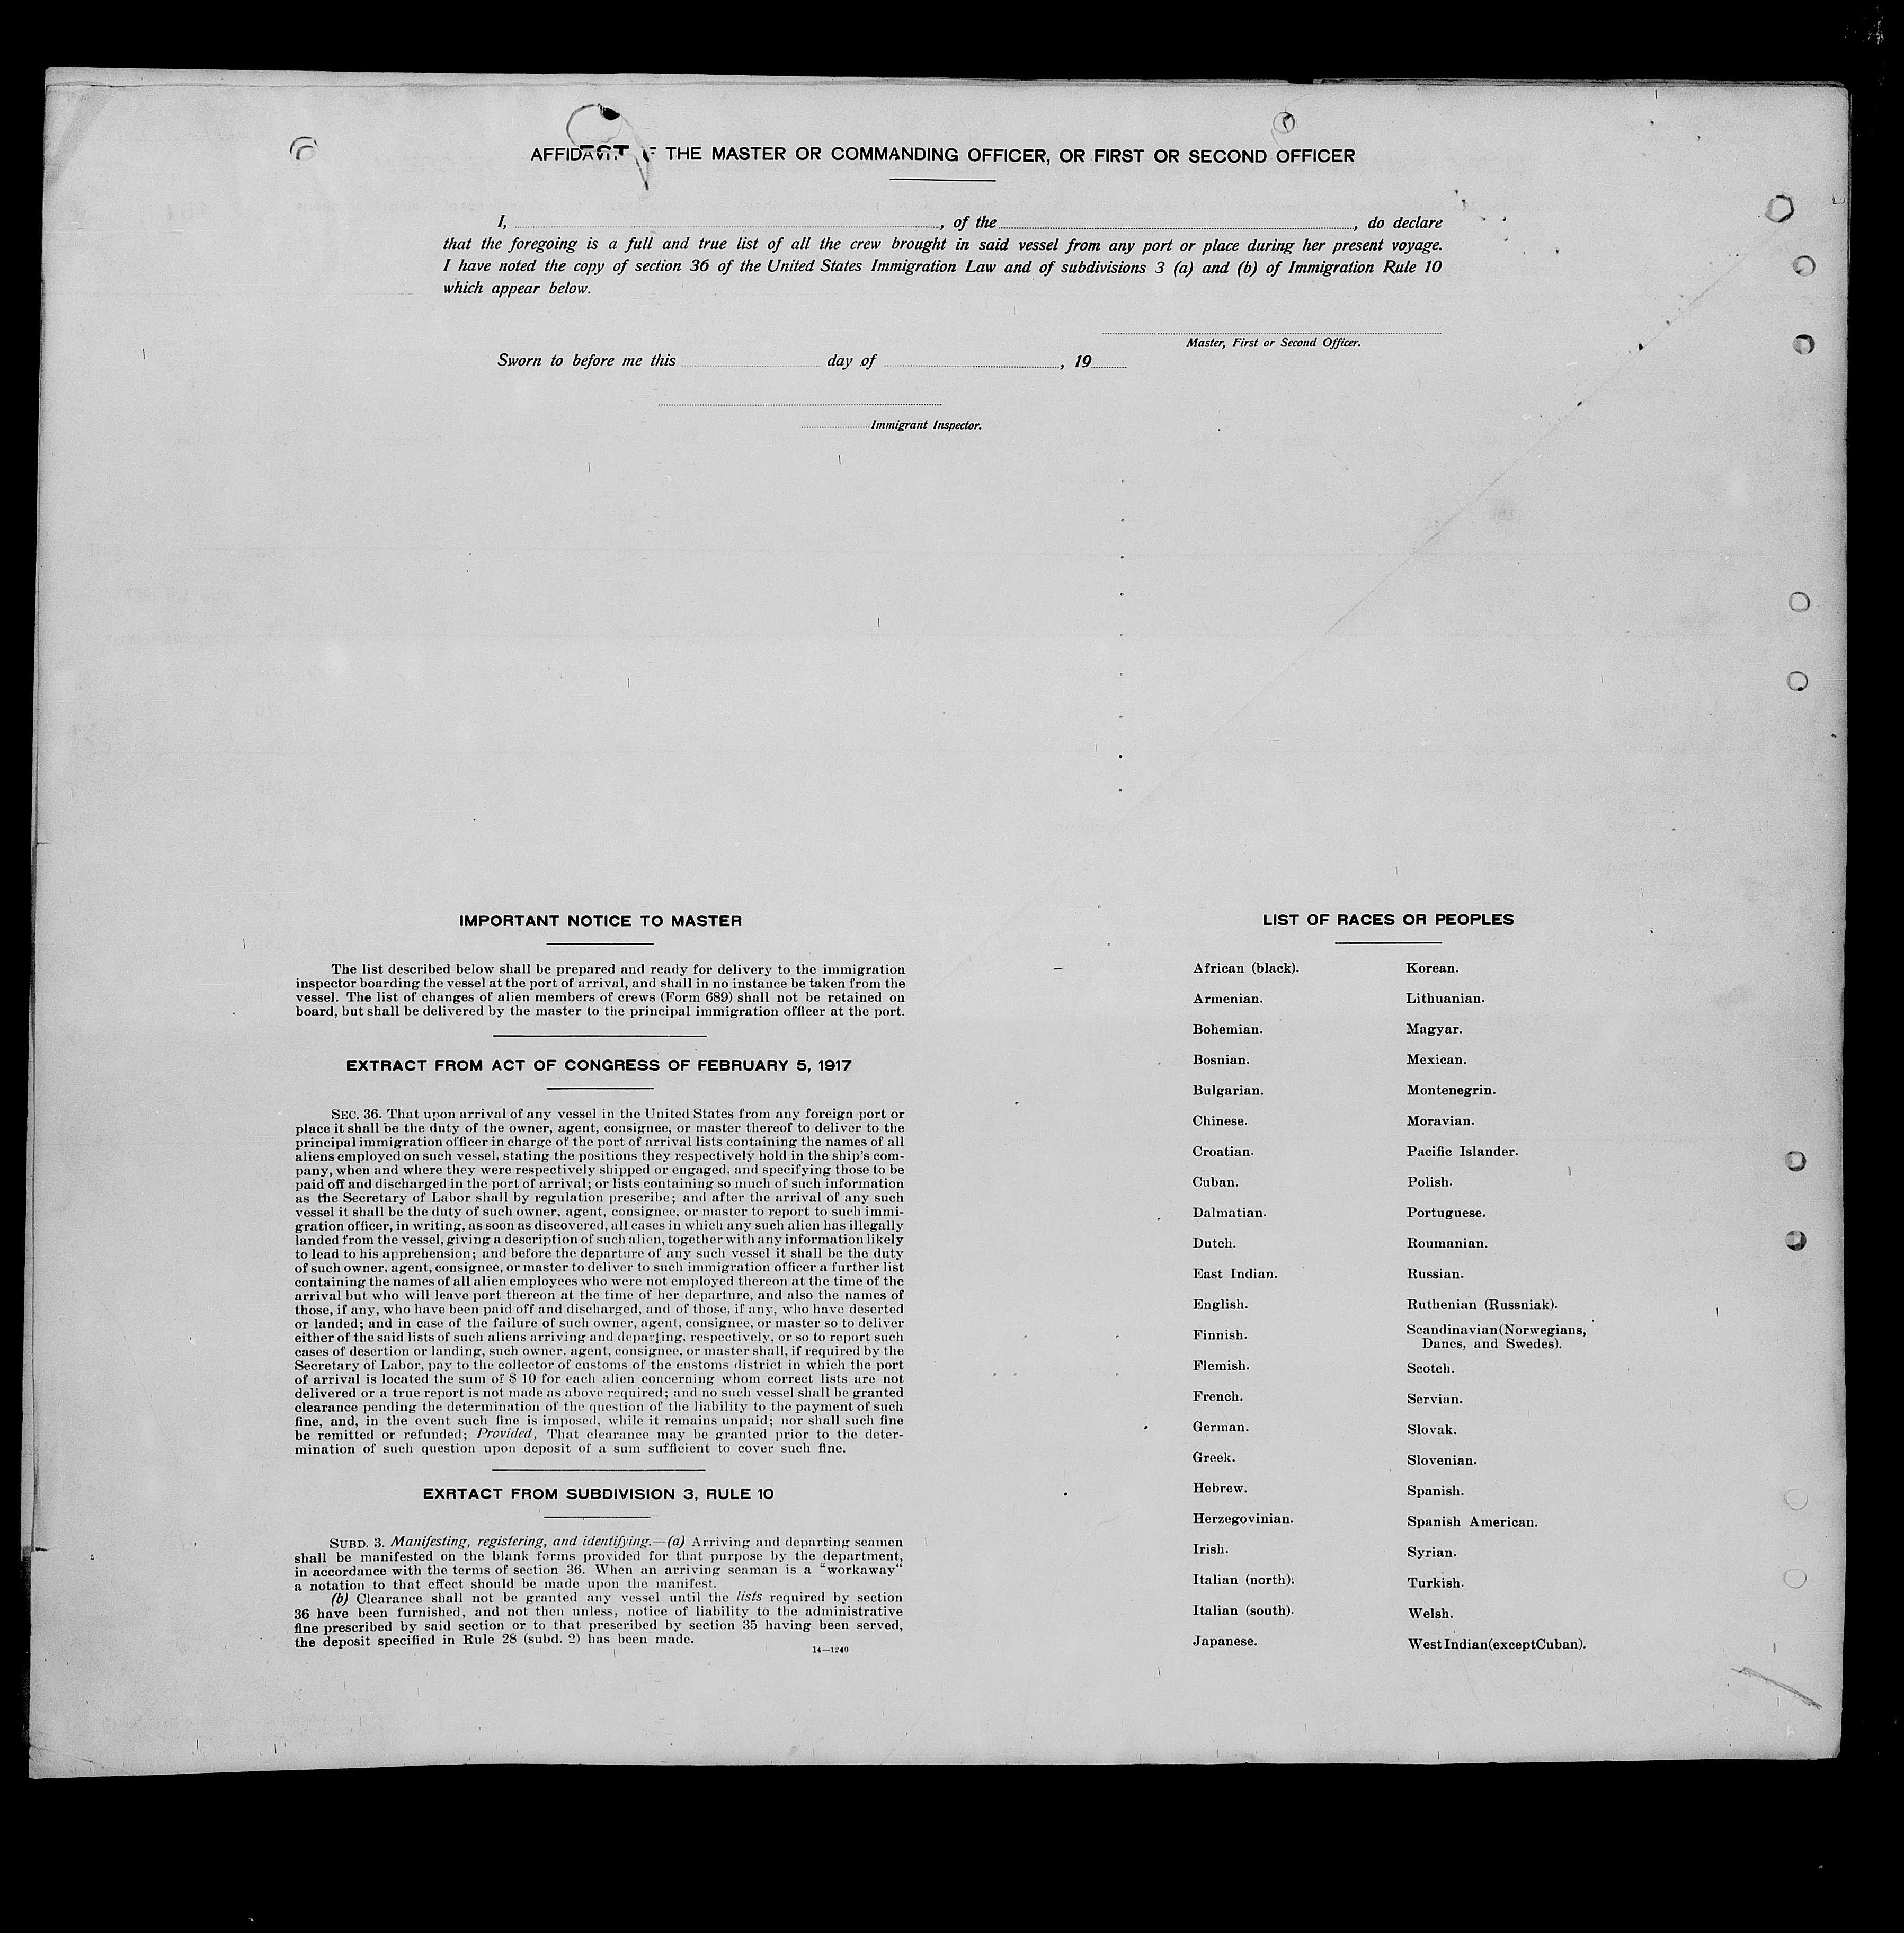 AFFIDAVIT OF THE MASTER OR COMMANDING OFFICER, OR FIRST OR SECOND OFFICER
I, , of the , do declare
that the foregoing is a full and true list of all the crew brought in said vessel from any port or place during her present voyage.
I have noted the copy of section 36 of the United States Immigration Law and of subdivisions 3 (a) and (b) of Immigration Rule 10
which appear below.
Master, First or Second Officer.
Sworn to before me this day of , 19
Immigrant Inspector.
IMPORTANT NOTICE TO MASTER
The list described below shall be prepared and ready for delivery to the immigration
inspector boarding the vessel at the port of arrival, and shall in no instance be taken from the
vessel. The list of changes of alien members of crews (Form 689) shall not be retained on
board, but shall be delivered by the master to the principal immigration officer at the port.
EXTRACT FROM ACT OF CONGRESS OF FEBRUARY 5, 1917
SEC. 36. That upon arrival of any vessel in the United States from any foreign port or
place it shall be the duty of the owner, agent, consignee, or master thereof to deliver to the
principal immigration officer in charge of the port of arrival lists containing the names of all
aliens employed on such vessel, stating the positions they respectively hold in the ship's com-
pany, when and where they were respectively shipped or engaged, and specifying those to be
paid off and discharged in the port of arrival; or lists containing so much of such information
as the Secretary of Labor shall by regulation prescribe; and after the arrival of any such
vessel it shall be the duty of such owner, agent, consignee, or master to report to such immi-
gration officer, in writing, as soon as discovered, all cases in which any such alien has illegally
landed from the vessel, giving a description of such alien, together with any information likely
to lead to his apprehension; and before the departure of any such vessel it shall be the duty
of such owner, agent, consignee, or master to deliver to such immigration officer a further list
containing the names of all alien employees who were not employed thereon at the time of the
arrival but who will leave port thereon at the time of her departure, and also the names of
those, if any, who have been paid off and discharged, and of those, if any, who have deserted
or landed; and in case of the failure of such owner, agent, consignee, or master so to deliver
either of the said lists of such aliens arriving and departing, respectively, or so to report such
cases of desertion or landing, such owner, agent, consignee, or master shall, if required by the
Secretary of Labor, pay to the collector of customs of the customs district in which the port
of arrival is located the sum of $ 10 for each alien concerning whom correct lists are not
delivered or a true report is not made as above required; and no such vessel shall be granted
clearance pending the determination of the question of the liability to the payment of such
fine, and, in the event such fine is imposed, while it remains unpaid; nor shall such fine
be remitted or refunded; Provided, That clearance may be granted prior to the deter-
mination of such question upon deposit of a sum sufficient to cover such fine.
EXRTACT FROM SUBDIVISION 3, RULE 10
SUBD. 3. Manifesting, registering, and identifying.—(a) Arriving and departing seamen
shall be manifested on the blank forms provided for that purpose by the department,
in accordance with the terms of section 36. When an arriving seaman is a "workaway"
a notation to that effect should be made upon the manifest.
(b) Clearance shall not be granted any vessel until the lists required by section
36 have been furnished, and not then unless, notice of liability to the administrative
fine prescribed by said section or to that prescribed by section 35 having been served,
the deposit specified in Rule 28 (subd. 2) has been made.
14—1240
LIST OF RACES OR PEOPLES
African (black).
Armenian.
Bohemian.
Bosnian.
Bulgarian.
Chinese.
Croatian.
Cuban.
Dalmatian.
Dutch.
East Indian.
English.
Finnish.
Flemish.
French.
German.
Greek.
Hebrew.
Herzegovinian.
Irish.
Italian (north).
Italian (south).
Japanese.
Korean.
Lithuanian.
Magyar.
Mexican.
Montenegrin.
Moravian.
Pacific Islander.
Polish.
Portuguese.
Roumanian.
Russian.
Ruthenian (Russniak).
Scandinavian(Norwegians,
Danes, and Swedes).
Scotch.
Servian.
Slovak.
Slovenian.
Spanish.
Spanish American.
Syrian.
Turkish.
Welsh.
West Indian(exceptCuban).